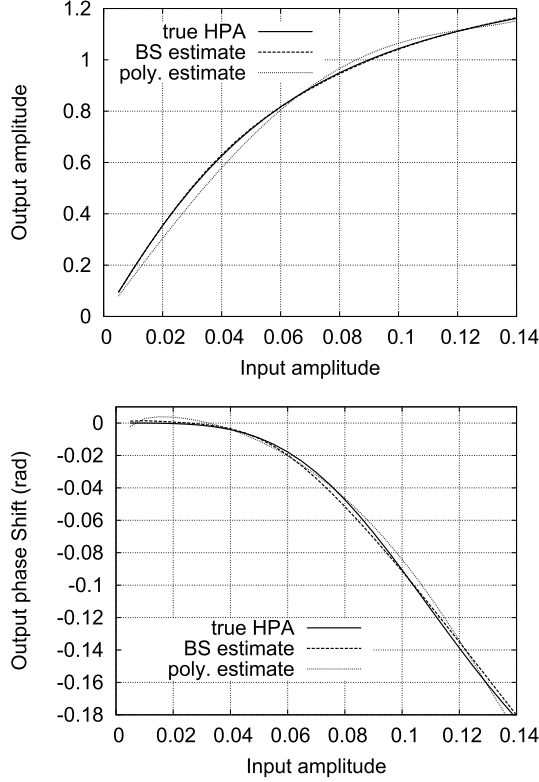 1.2
1
0.8
0.6
0.4
0.2
0
Output amplitude
true HPA
BS estimate
poly. estimate
0 0.02 0.04 0.06 0.08 0.1 0.12 0.14
Input amplitude
0
-0.02
-0.04
-0.06
-0.08
-0.1
-0.12
-0.14
-0.16
-0.18
Output phase Shift (rad)
true HPA
BS estimate
poly. estimate
0 0.02 0.04 0.06 0.08 0.1 0.12 0.14
Input amplitude